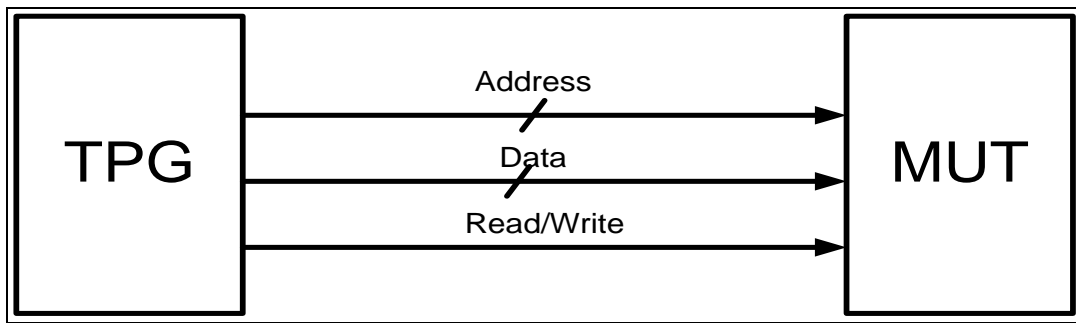 Address
TPG
Data
MUT
Read/Write